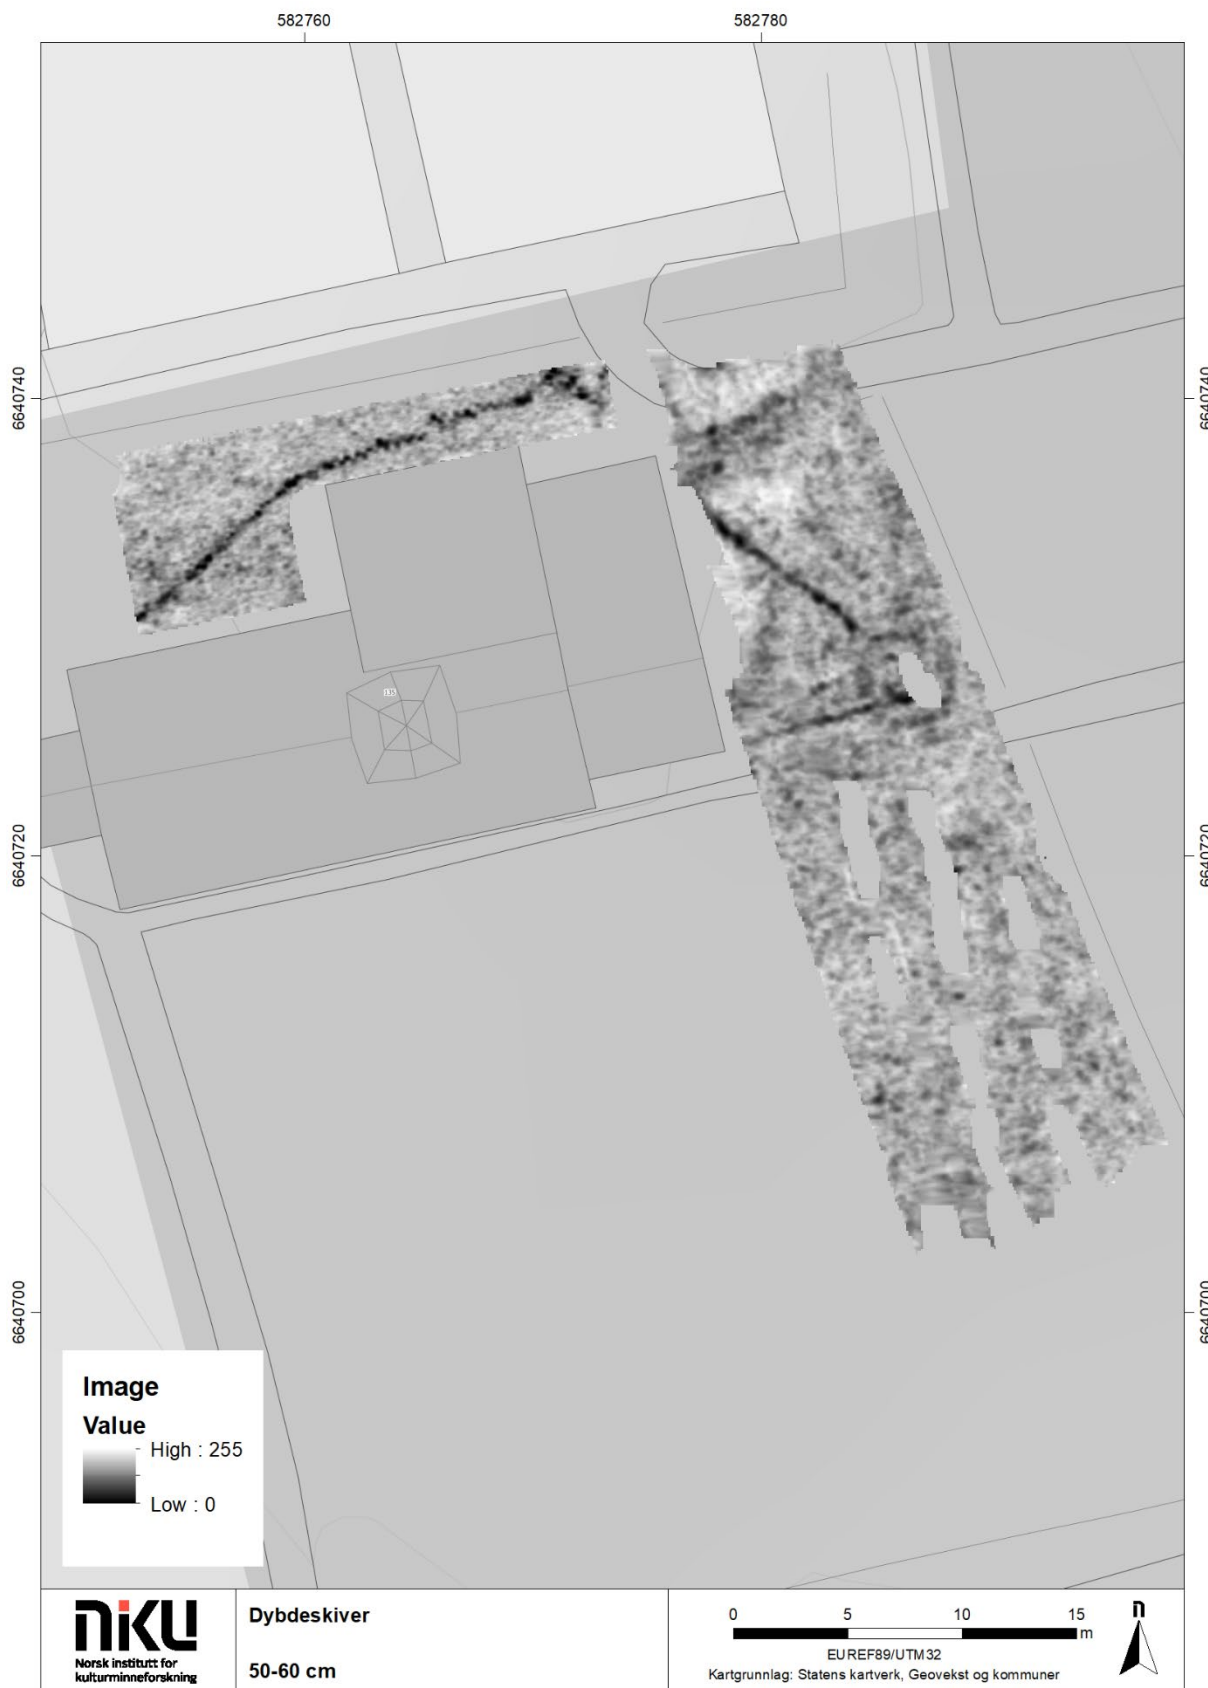 582760
582780
6640740
6640740
135
6640720
6640720
6640700
6640700
Image
Value
High : 255
Low : 0
NIKU
Norsk institutt for
kulturminneforskning
Dybdeskiver
50-60 cm
0 5 10 15
m
EUREF89/UTM32
Kartgrunnlag: Statens kartverk, Geovekst og kommuner
n